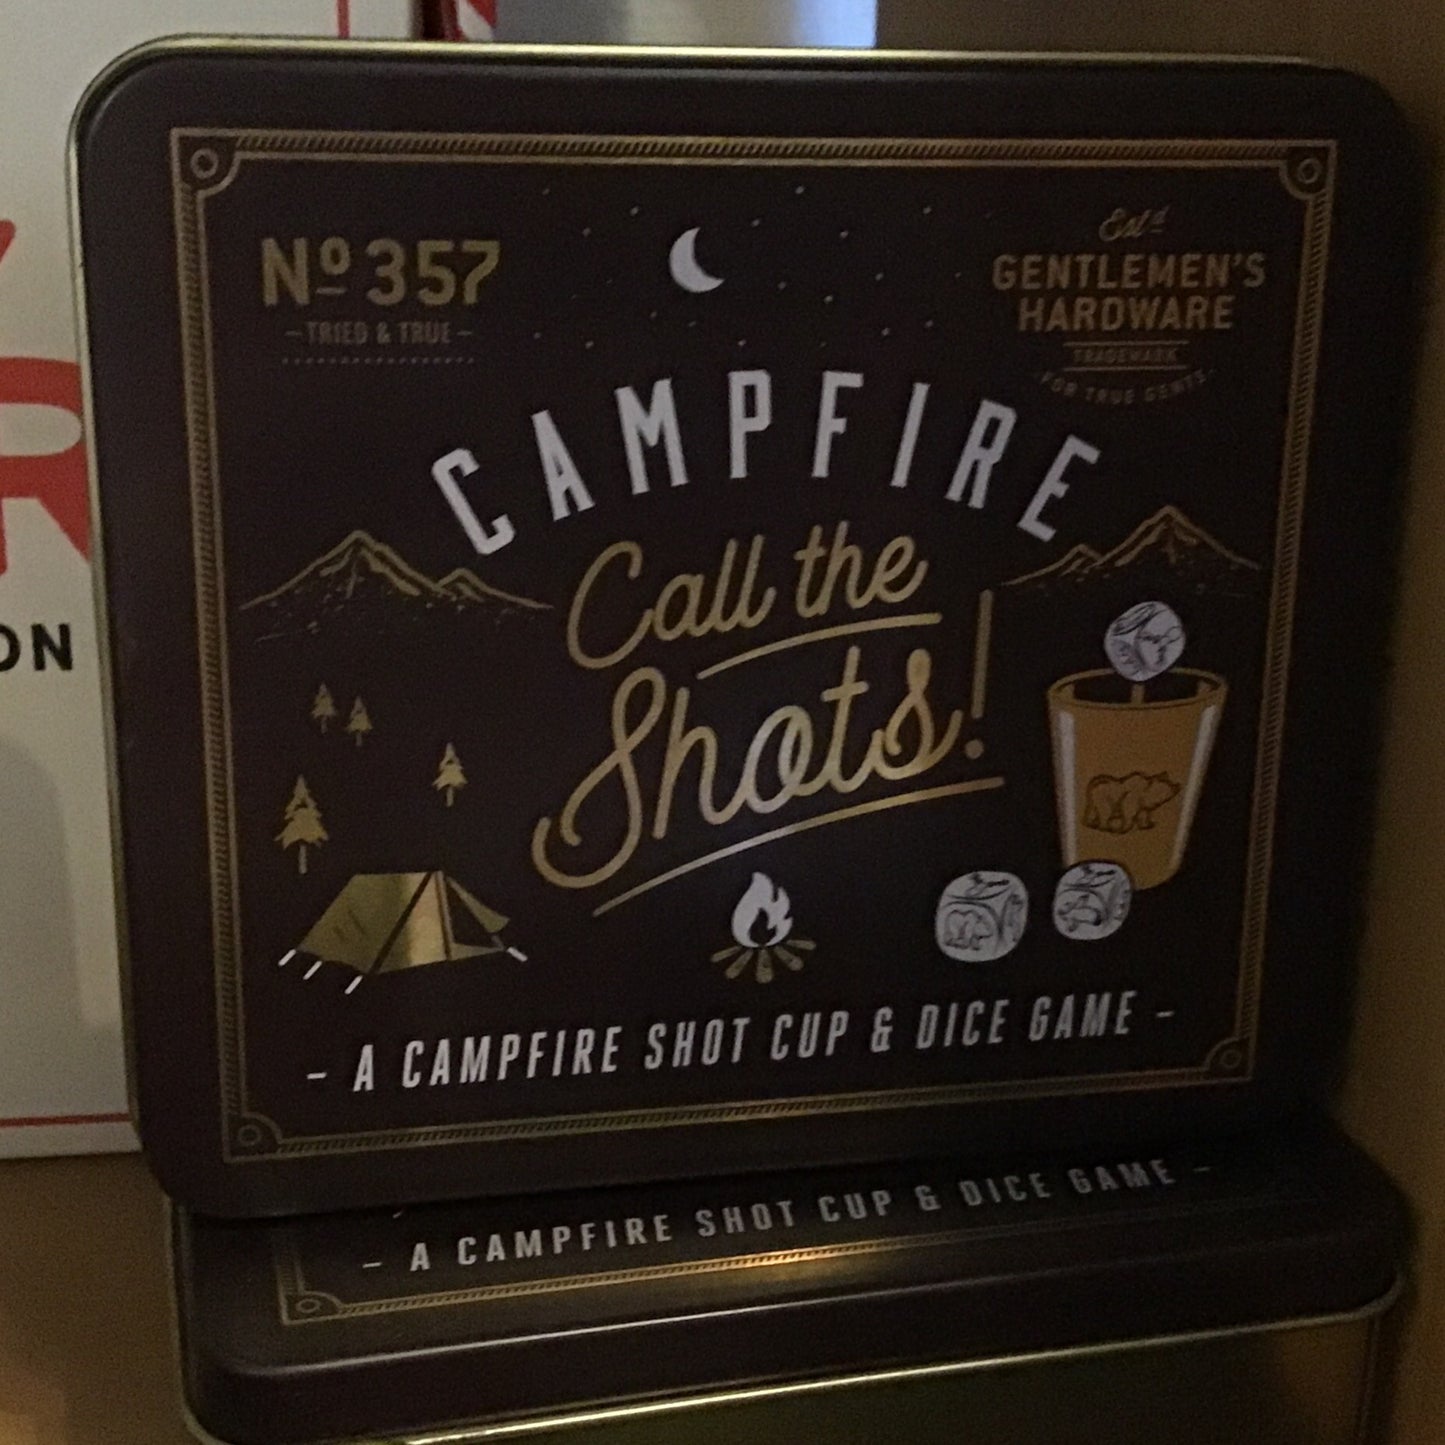 Nº 357
– TRIED & TRUE –
Estd
GENTLEMEN'S
HARDWARE
TRADEMARK
FOR TRUE GENTS
CAMPFIRE
Call the
Shots!
– A CAMPFIRE SHOT CUP & DICE GAME –
– A CAMPFIRE SHOT CUP & DICE GAME –
R
ON